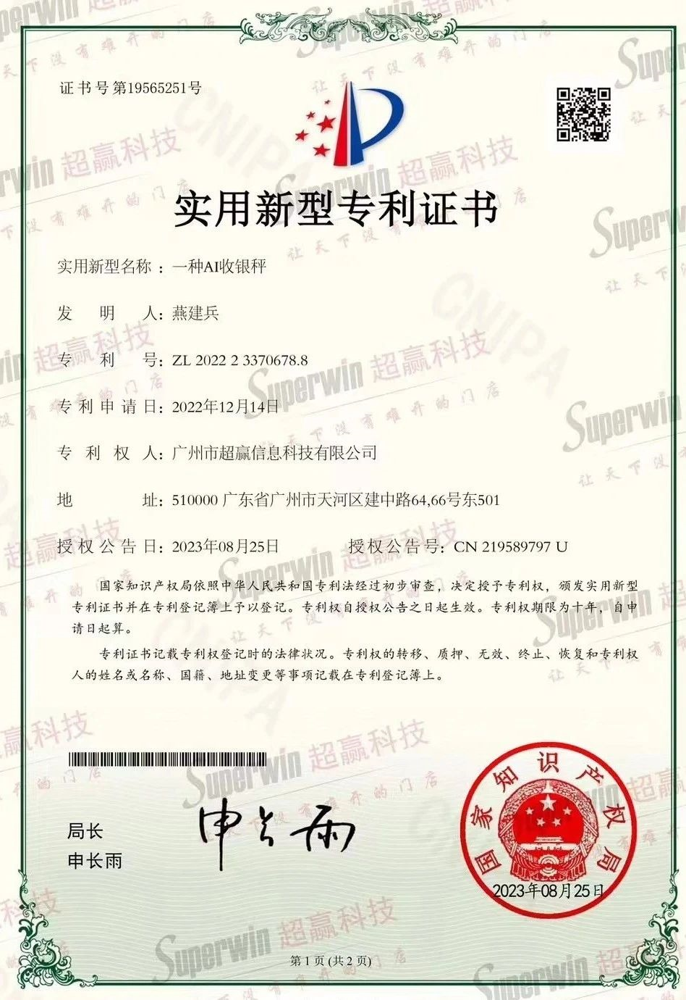 证书号第19565251号
实用新型专利证书
实用新型名称：一种AI收银秤
发明人：燕建兵
专利号：ZL 2022 2 3370678.8
专利申请日：2022年12月14日
专利权人：广州市超赢信息科技有限公司
地址：510000 广东省广州市天河区建中路64,66号东501
授权公告日：2023年08月25日 授权公告号：CN 219589797 U
国家知识产权局依照中华人民共和国专利法经过初步审查，决定授予专利权，颁发实用新型
专利证书并在专利登记簿上予以登记。专利权自授权公告之日起生效。专利权期限为十年，自申
请日起算。
专利证书记载专利权登记时的法律状况。专利权的转移、质押、无效、终止、恢复和专利权
人的姓名或名称、国籍、地址变更等事项记载在专利登记簿上。
局长
申长雨
申长雨
国家知识产权局
2023年08月25日
第 1 页 (共 2 页)
CNIPA
Superwin 超赢科技
让天下没有难开的门店